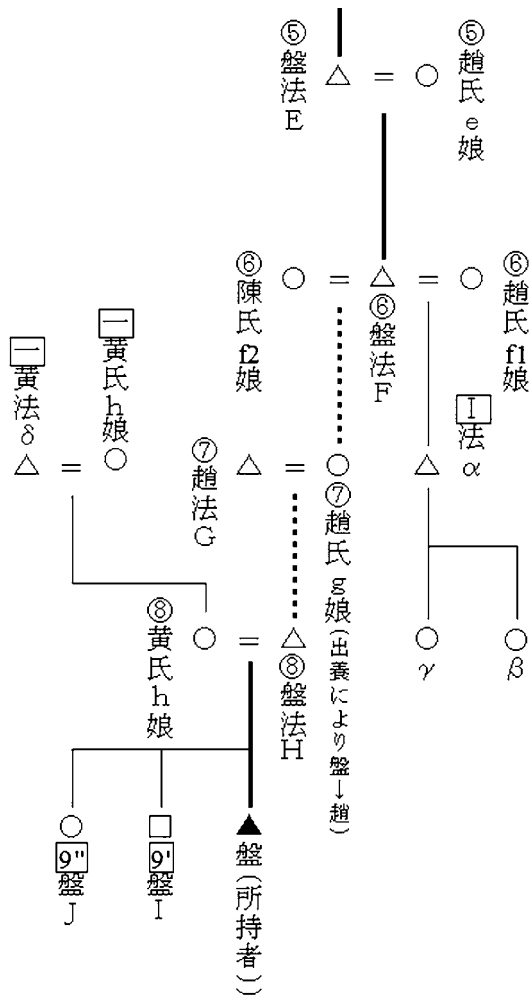 ⑤盤法E
⑤趙氏e娘
⑥陳氏f2娘
⑥盤法F
⑥趙氏f1娘
一黄法δ
一黄氏h娘
⑦趙法G
⑦趙氏g娘(出養により盤→趙)
I法α
⑧黄氏h娘
⑧盤法H
γ
β
9"盤J
9'盤I
盤(所持者)